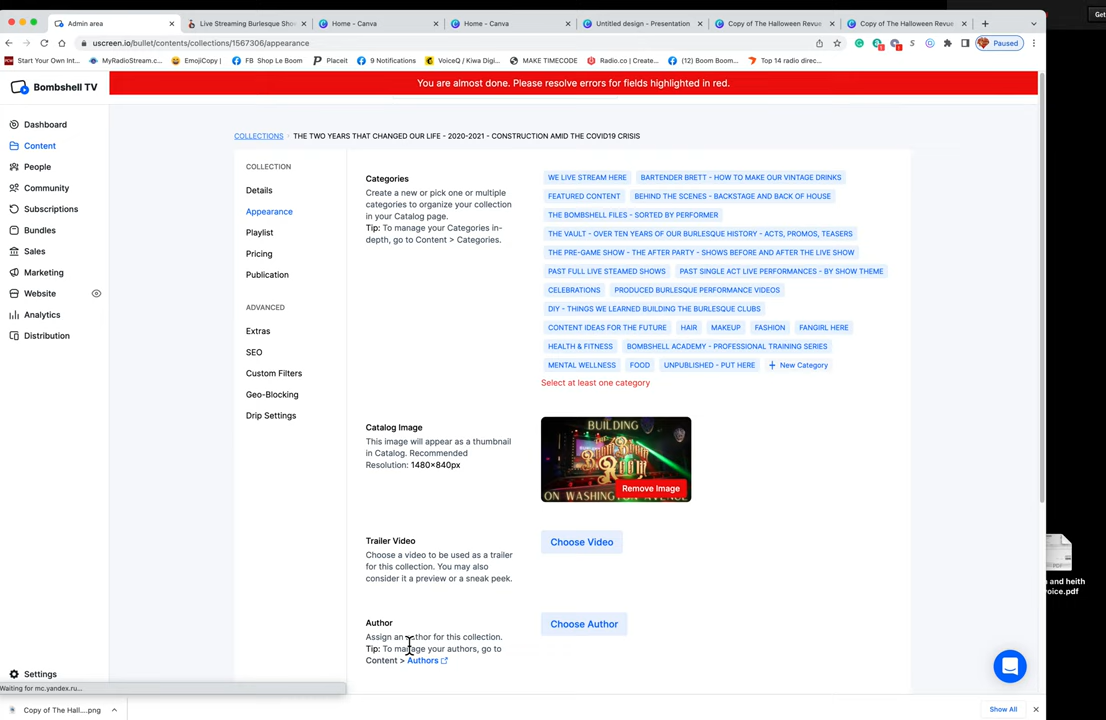 Admin area
Live Streaming Burlesque Sho
Home - Canva
Home - Canva
Untitled design - Presentation
Copy of The Halloween Revue
Copy of The Halloween Revue
uscreen.io/bullet/contents/collections/1567306/appearance
Paused
Get
Start Your Own Int...
MyRadioStream.c...
EmojiCopy |
FB Shop Le Boom
Placeit
9 Notifications
VoiceQ / Kiwa Digi...
MAKE TIMECODE
Radio.co | Create...
(12) Boom Boom...
Top 14 radio direc...
You are almost done. Please resolve errors for fields highlighted in red.
Bombshell TV
Dashboard
Content
People
Community
Subscriptions
Bundles
Sales
Marketing
Website
Analytics
Distribution
Settings
COLLECTIONS › THE TWO YEARS THAT CHANGED OUR LIFE - 2020-2021 - CONSTRUCTION AMID THE COVID19 CRISIS
COLLECTION
Details
Appearance
Playlist
Pricing
Publication
ADVANCED
Extras
SEO
Custom Filters
Geo-Blocking
Drip Settings
Categories
Create a new or pick one or multiple
categories to organize your collection
in your Catalog page.
Tip: To manage your Categories in-
depth, go to Content > Categories.
WE LIVE STREAM HERE BARTENDER BRETT - HOW TO MAKE OUR VINTAGE DRINKS
FEATURED CONTENT BEHIND THE SCENES - BACKSTAGE AND BACK OF HOUSE
THE BOMBSHELL FILES - SORTED BY PERFORMER
THE VAULT - OVER TEN YEARS OF OUR BURLESQUE HISTORY - ACTS, PROMOS, TEASERS
THE PRE-GAME SHOW - THE AFTER PARTY - SHOWS BEFORE AND AFTER THE LIVE SHOW
PAST FULL LIVE STEAMED SHOWS PAST SINGLE ACT LIVE PERFORMANCES - BY SHOW THEME
CELEBRATIONS PRODUCED BURLESQUE PERFORMANCE VIDEOS
DIY - THINGS WE LEARNED BUILDING THE BURLESQUE CLUBS
CONTENT IDEAS FOR THE FUTURE HAIR MAKEUP FASHION FANGIRL HERE
HEALTH & FITNESS BOMBSHELL ACADEMY - PROFESSIONAL TRAINING SERIES
MENTAL WELLNESS FOOD UNPUBLISHED - PUT HERE + New Category
Select at least one category
Catalog Image
This image will appear as a thumbnail
in Catalog. Recommended
Resolution: 1480×840px
BUILDING
Room
ON WASHINGTON AVENUE
Remove Image
Trailer Video
Choose a video to be used as a trailer
for this collection. You may also
consider it a preview or a sneak peek.
Choose Video
Author
Assign an author for this collection.
Tip: To manage your authors, go to
Content > Authors
Choose Author
n and heith
voice.pdf
PDF
Waiting for mc.yandex.ru...
Copy of The Hall....png
Show All